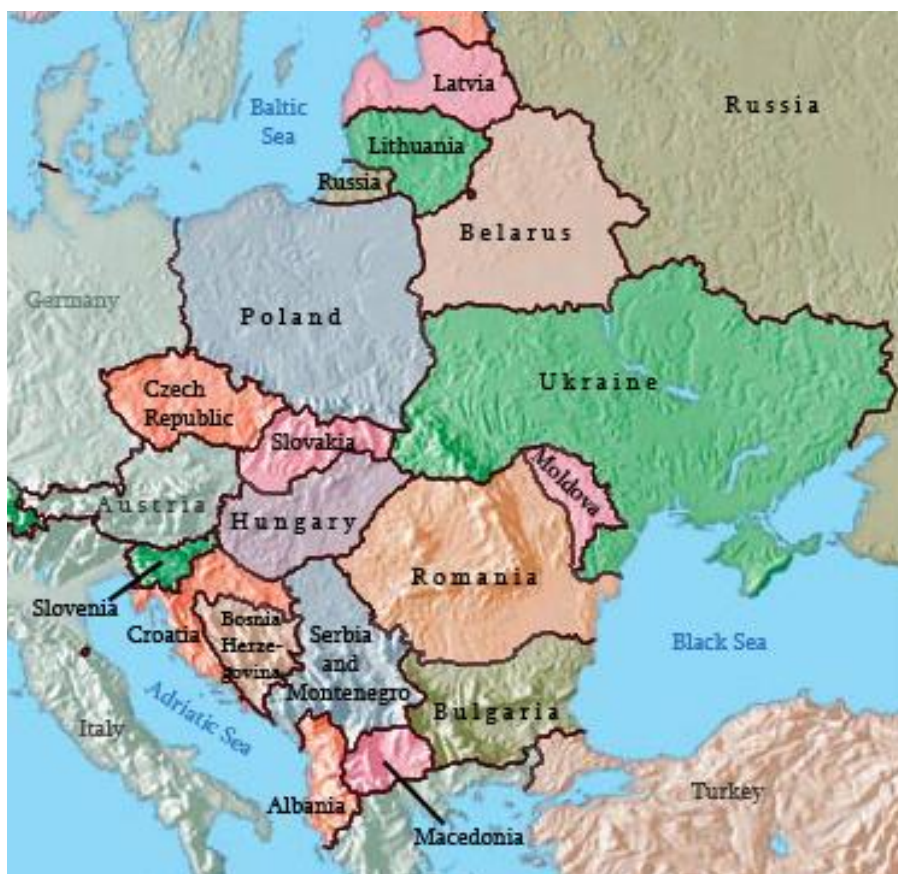 Latvia
Russia
Baltic
Sea
Lithuania
Russia
Belarus
Germany
Poland
Ukraine
Czech
Republic
Slovakia
Moldova
Austria
Hungary
Romania
Slovenia
Croatia
Bosnia
Herze-
govina
Serbia
and
Montenegro
Black Sea
Adriatic Sea
Bulgaria
Italy
Turkey
Albania
Macedonia